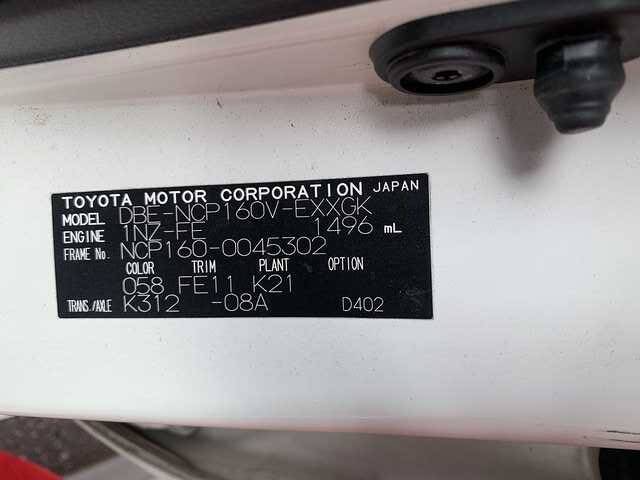 TOYOTA MOTOR CORPORATION JAPAN
MODEL DBE-NCP160V-EXXGK
ENGINE 1NZ-FE 1496 mL
FRAME No. NCP160-0045302
COLOR TRIM PLANT OPTION
058 FE11 K21
TRANS./AXLE K312 -08A D402